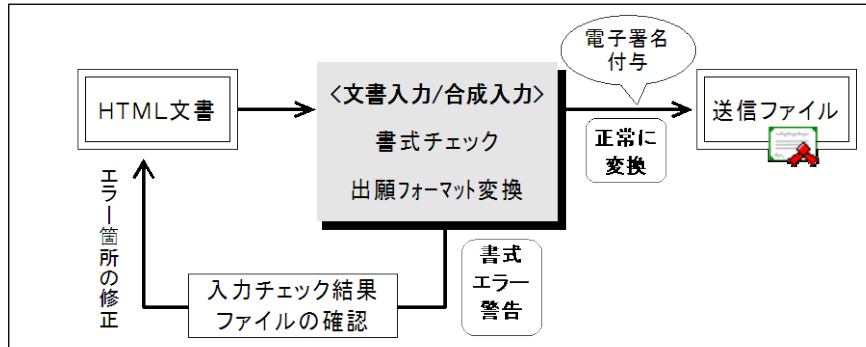 電子署名
付与
HTML文書
<文書入力/合成入力>
書式チェック
出願フォーマット変換
正常に
変換
送信ファイル
エラー箇所の修正
入力チェック結果
ファイルの確認
書式
エラー
警告